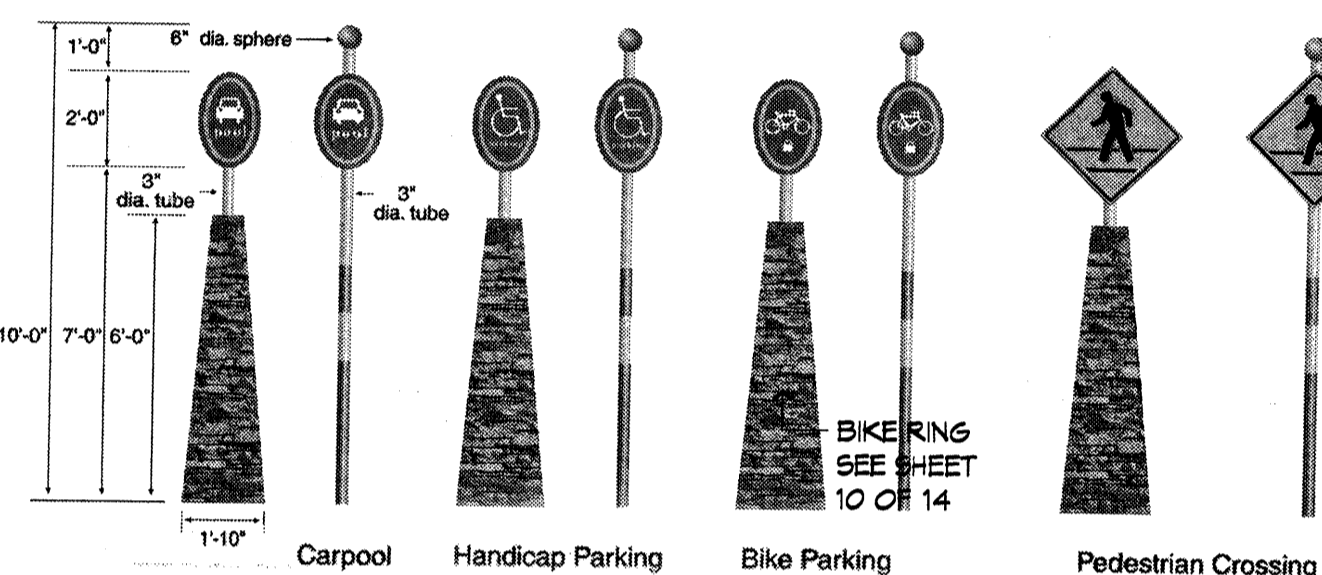 1'-0"
6" dia. sphere
2'-0"
3"
dia. tube
3"
dia. tube
10'-0"
7'-0"
6'-0"
BIKE RING
SEE SHEET
10 OF 14
1'-10"
Carpool
Handicap Parking
Bike Parking
Pedestrian Crossing